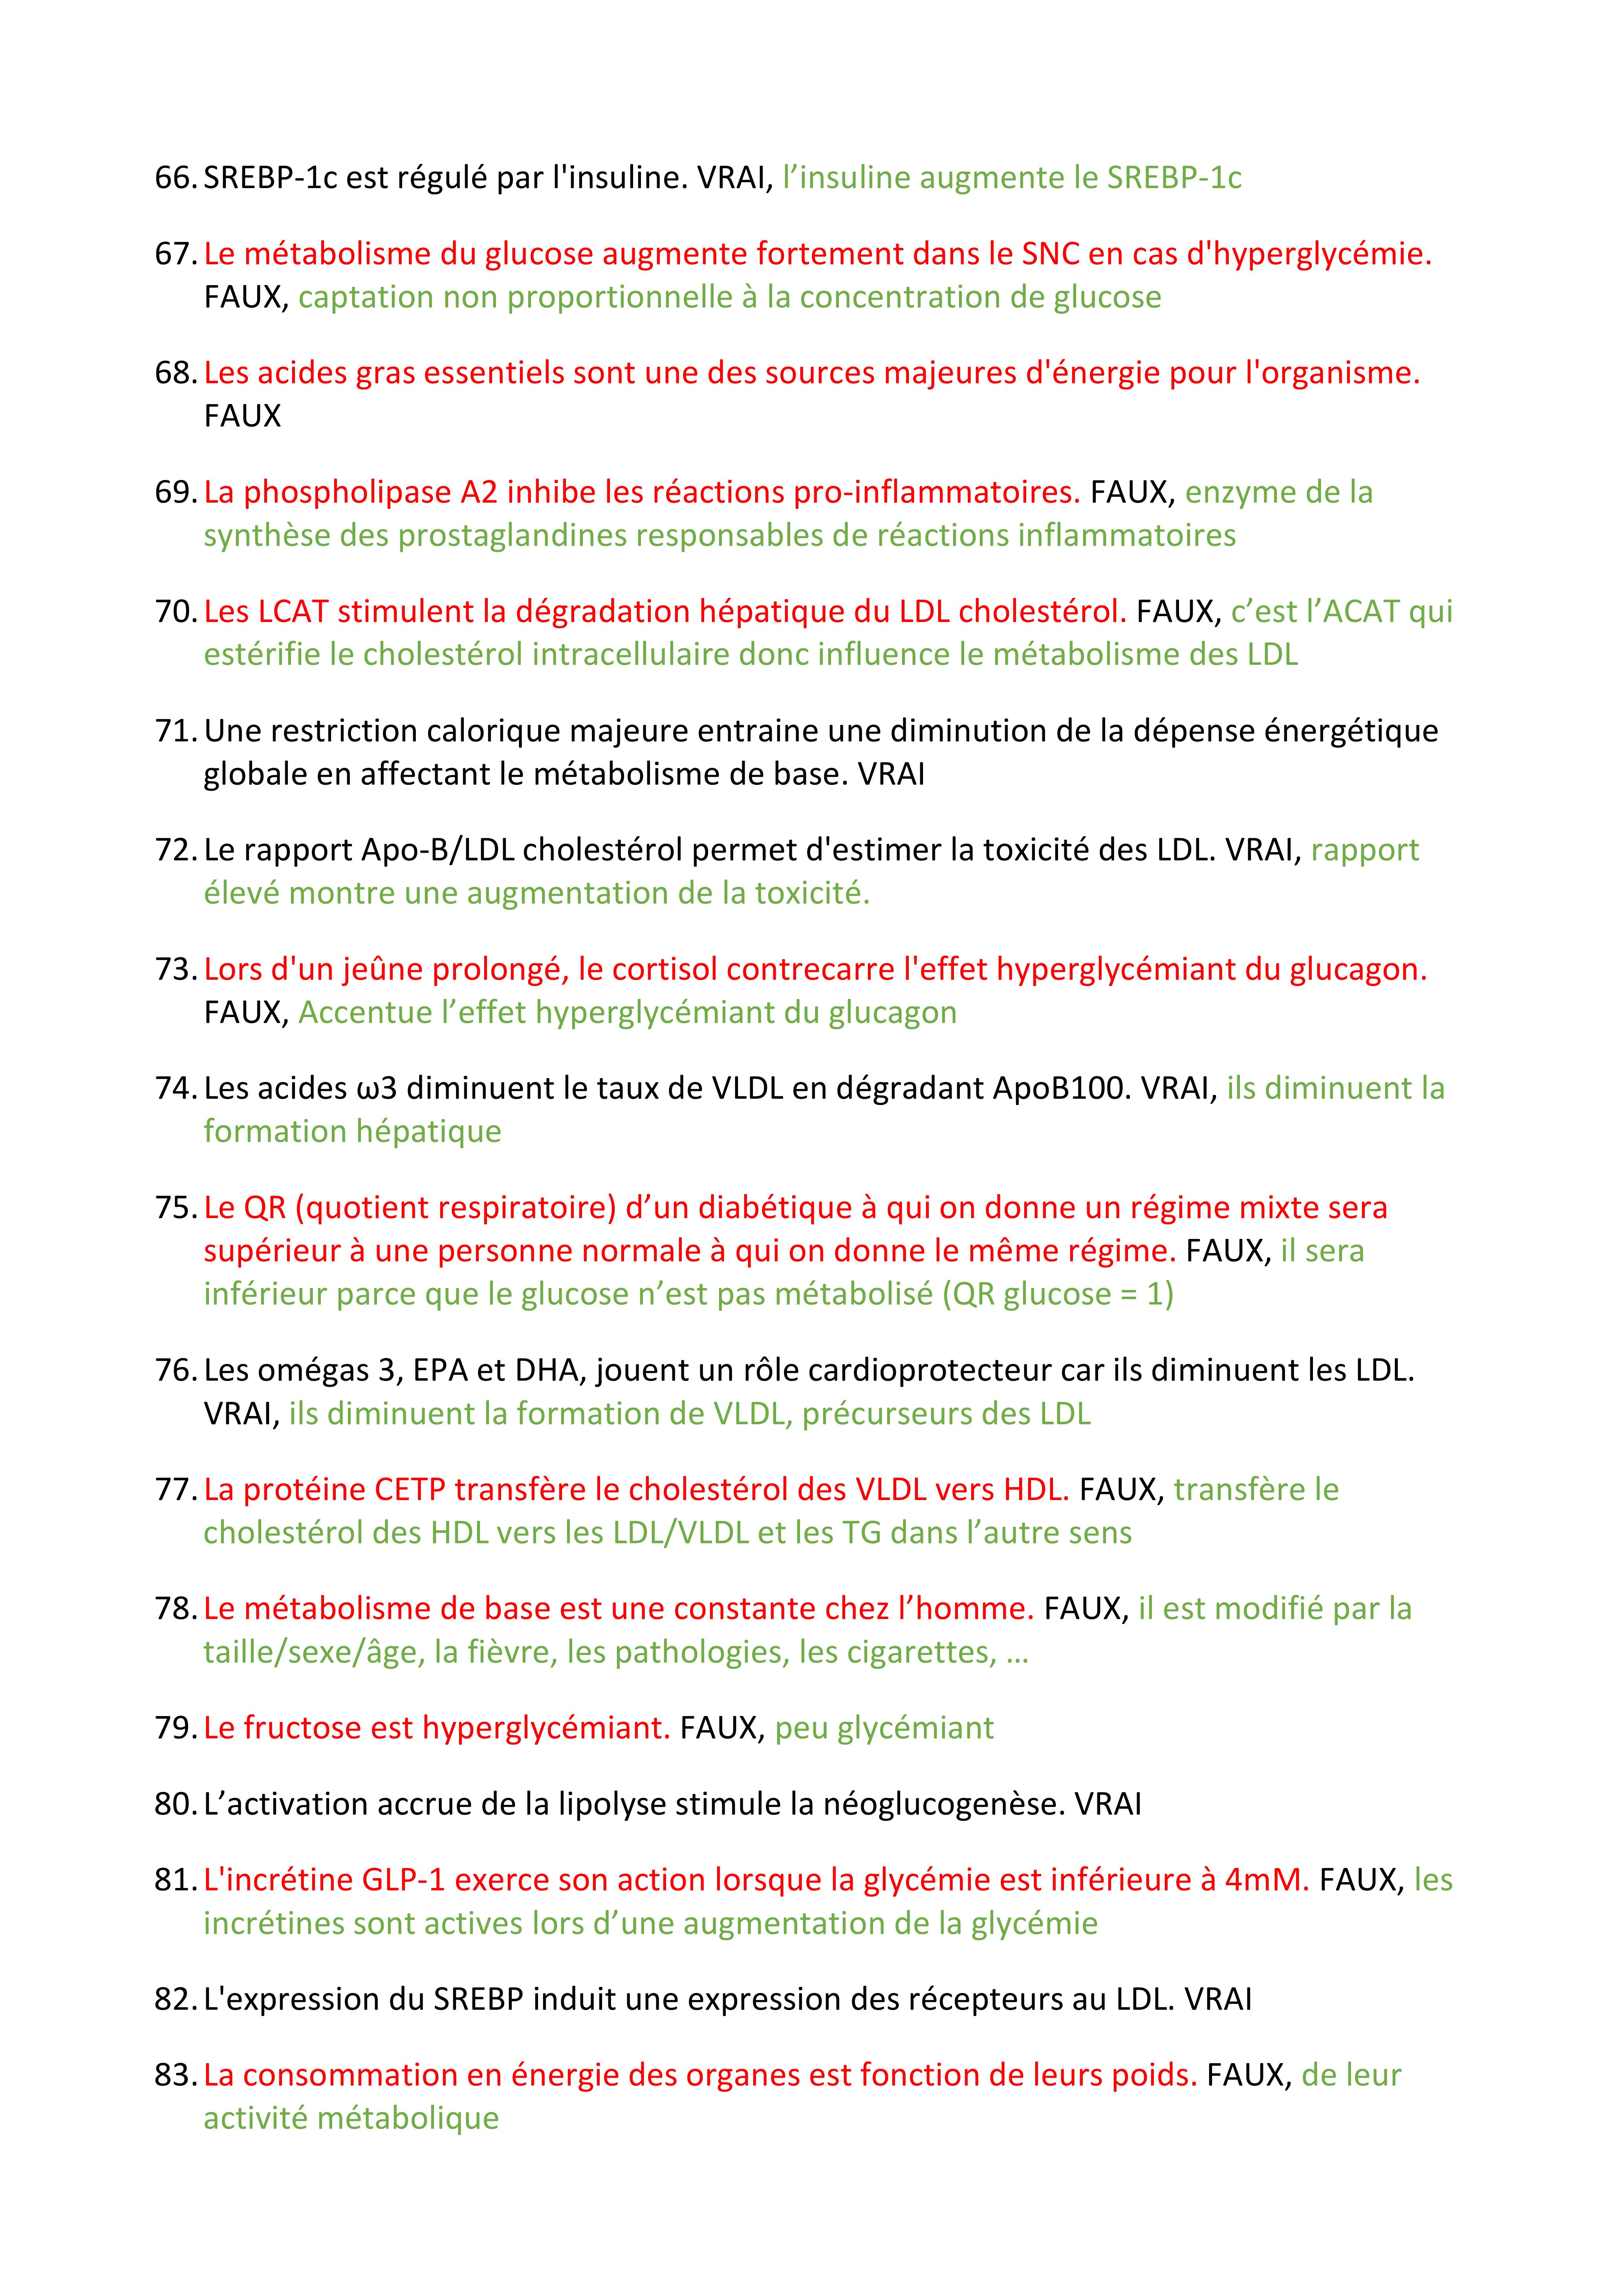 66. SREBP-1c est régulé par l'insuline. VRAI, l’insuline augmente le SREBP-1c
67. Le métabolisme du glucose augmente fortement dans le SNC en cas d'hyperglycémie.
FAUX, captation non proportionnelle à la concentration de glucose
68. Les acides gras essentiels sont une des sources majeures d'énergie pour l'organisme.
FAUX
69. La phospholipase A2 inhibe les réactions pro-inflammatoires. FAUX, enzyme de la
synthèse des prostaglandines responsables de réactions inflammatoires
70. Les LCAT stimulent la dégradation hépatique du LDL cholestérol. FAUX, c’est l’ACAT qui
estérifie le cholestérol intracellulaire donc influence le métabolisme des LDL
71. Une restriction calorique majeure entraine une diminution de la dépense énergétique
globale en affectant le métabolisme de base. VRAI
72. Le rapport Apo-B/LDL cholestérol permet d'estimer la toxicité des LDL. VRAI, rapport
élevé montre une augmentation de la toxicité.
73. Lors d'un jeûne prolongé, le cortisol contrecarre l'effet hyperglycémiant du glucagon.
FAUX, Accentue l’effet hyperglycémiant du glucagon
74. Les acides ω3 diminuent le taux de VLDL en dégradant ApoB100. VRAI, ils diminuent la
formation hépatique
75. Le QR (quotient respiratoire) d’un diabétique à qui on donne un régime mixte sera
supérieur à une personne normale à qui on donne le même régime. FAUX, il sera
inférieur parce que le glucose n’est pas métabolisé (QR glucose = 1)
76. Les omégas 3, EPA et DHA, jouent un rôle cardioprotecteur car ils diminuent les LDL.
VRAI, ils diminuent la formation de VLDL, précurseurs des LDL
77. La protéine CETP transfère le cholestérol des VLDL vers HDL. FAUX, transfère le
cholestérol des HDL vers les LDL/VLDL et les TG dans l’autre sens
78. Le métabolisme de base est une constante chez l’homme. FAUX, il est modifié par la
taille/sexe/âge, la fièvre, les pathologies, les cigarettes, …
79. Le fructose est hyperglycémiant. FAUX, peu glycémiant
80. L’activation accrue de la lipolyse stimule la néoglucogenèse. VRAI
81. L'incrétine GLP-1 exerce son action lorsque la glycémie est inférieure à 4mM. FAUX, les
incrétines sont actives lors d’une augmentation de la glycémie
82. L'expression du SREBP induit une expression des récepteurs au LDL. VRAI
83. La consommation en énergie des organes est fonction de leurs poids. FAUX, de leur
activité métabolique